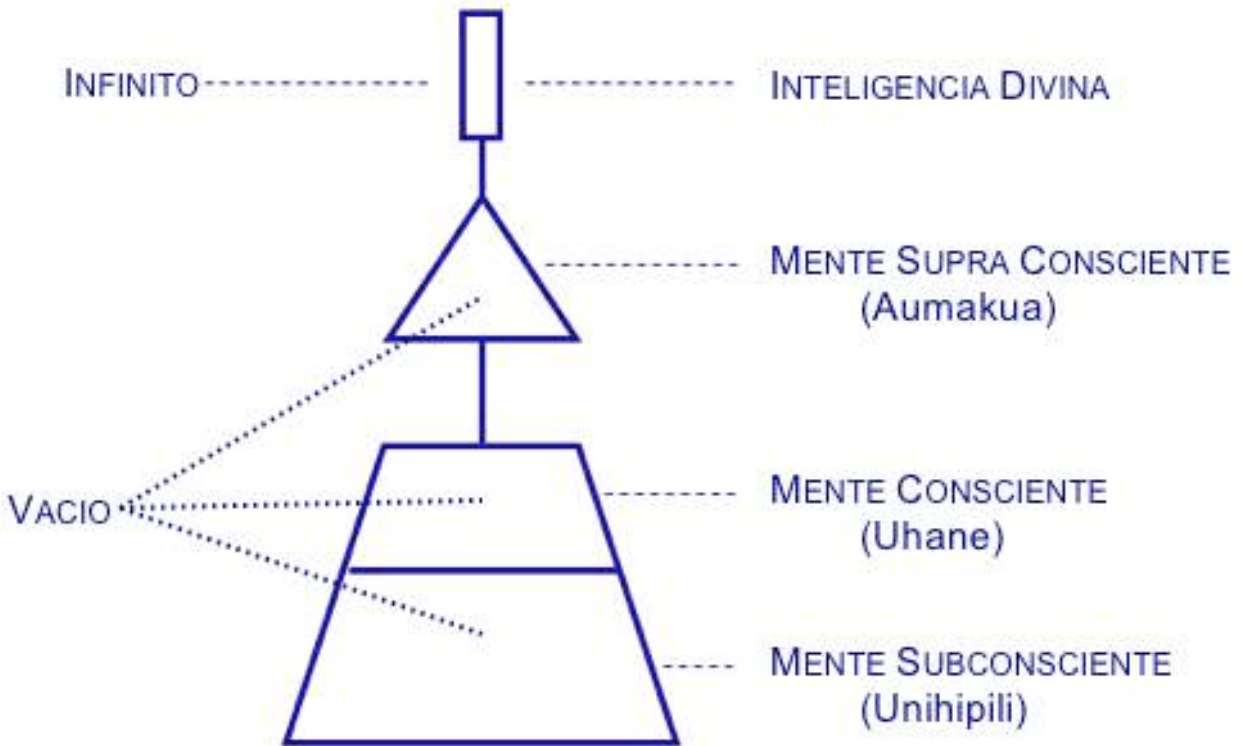 INFINITO
INTELIGENCIA DIVINA
MENTE SUPRA CONSCIENTE
(Aumakua)
VACIO
MENTE CONSCIENTE
(Uhane)
MENTE SUBCONSCIENTE
(Unihipili)